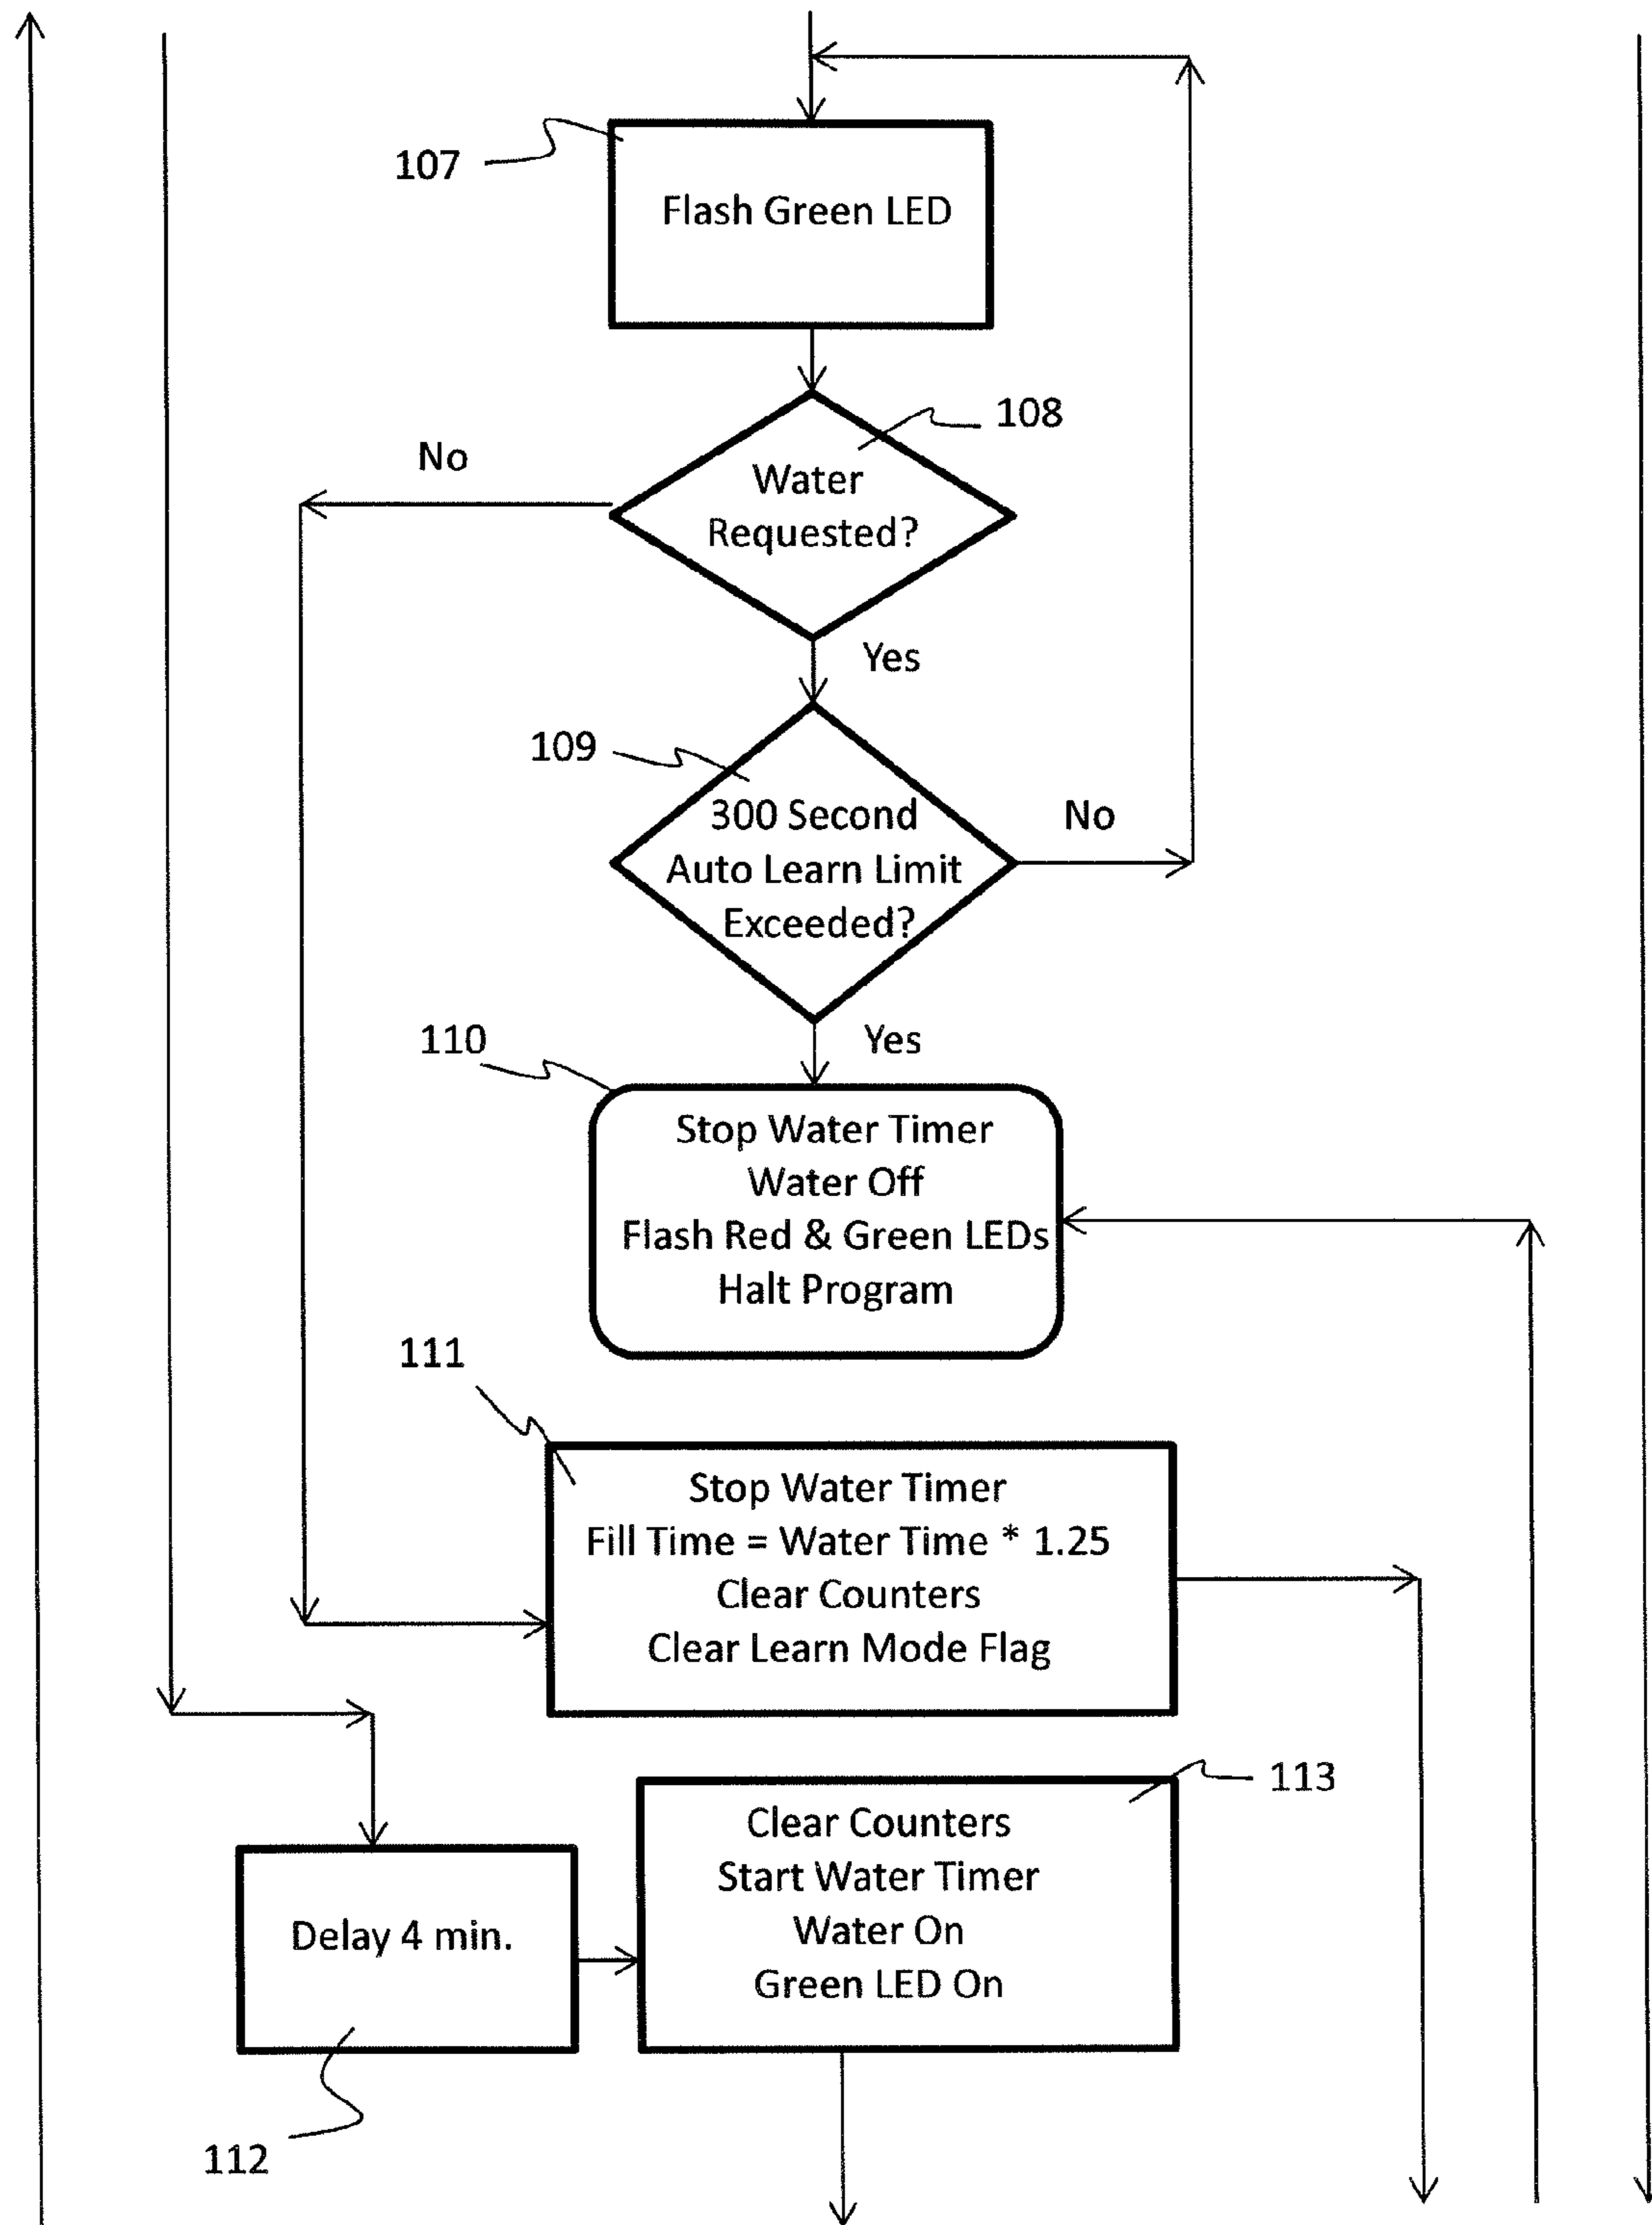 107
Flash Green LED
108
No
Water
Requested?
Yes
109
300 Second
Auto Learn Limit
Exceeded?
No
Yes
110
Stop Water Timer
Water Off
Flash Red & Green LEDs
Halt Program
111
Stop Water Timer
Fill Time = Water Time * 1.25
Clear Counters
Clear Learn Mode Flag
113
Clear Counters
Start Water Timer
Water On
Green LED On
Delay 4 min.
112